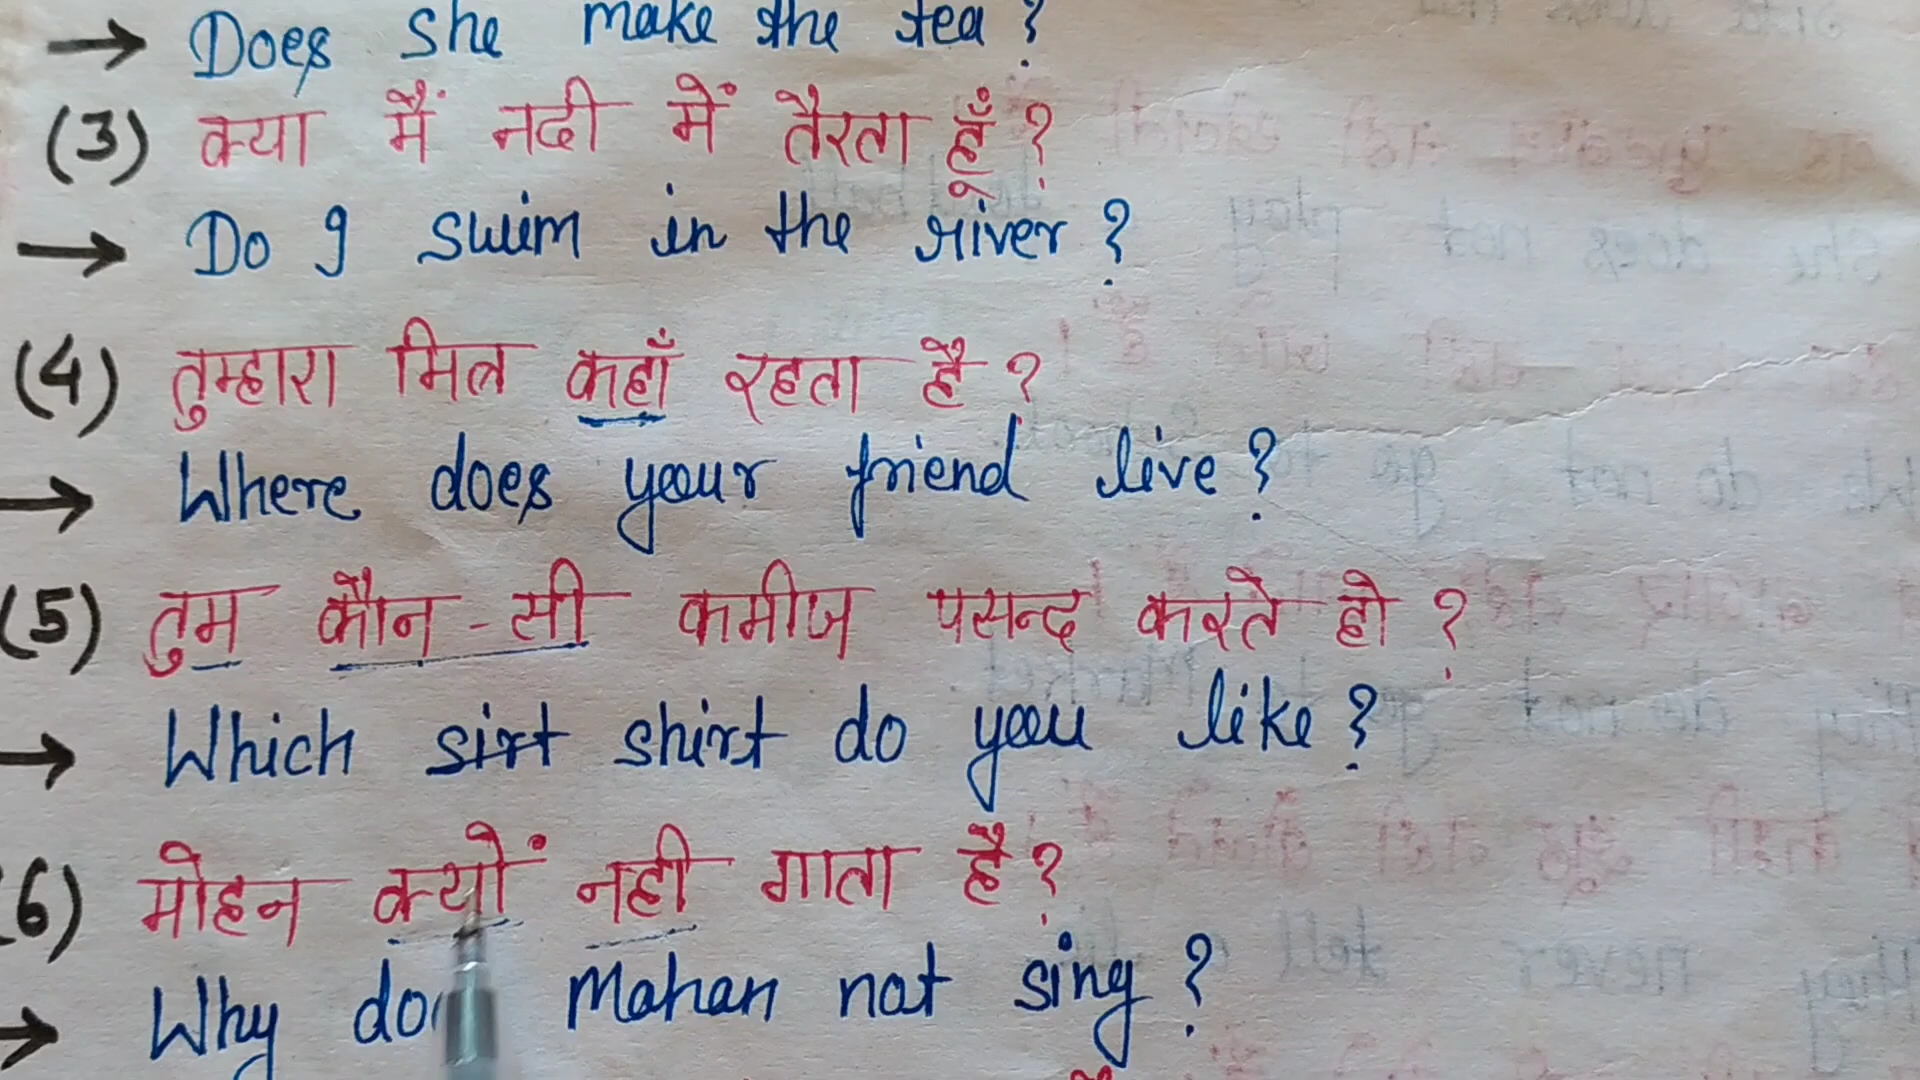 → Does she make the tea?
(3) क्या मैं नदी में तैरता हूँ?
→ Do I swim in the river?
(4) तुम्हारा मित्र कहाँ रहता है?
→ Where does your friend live?
(5) तुम कौन-सी कमीज पसन्द करते हो?
→ Which sirt shirt do you like?
(6) मोहन क्यों नही गाता है?
→ Why Mohan not sing?